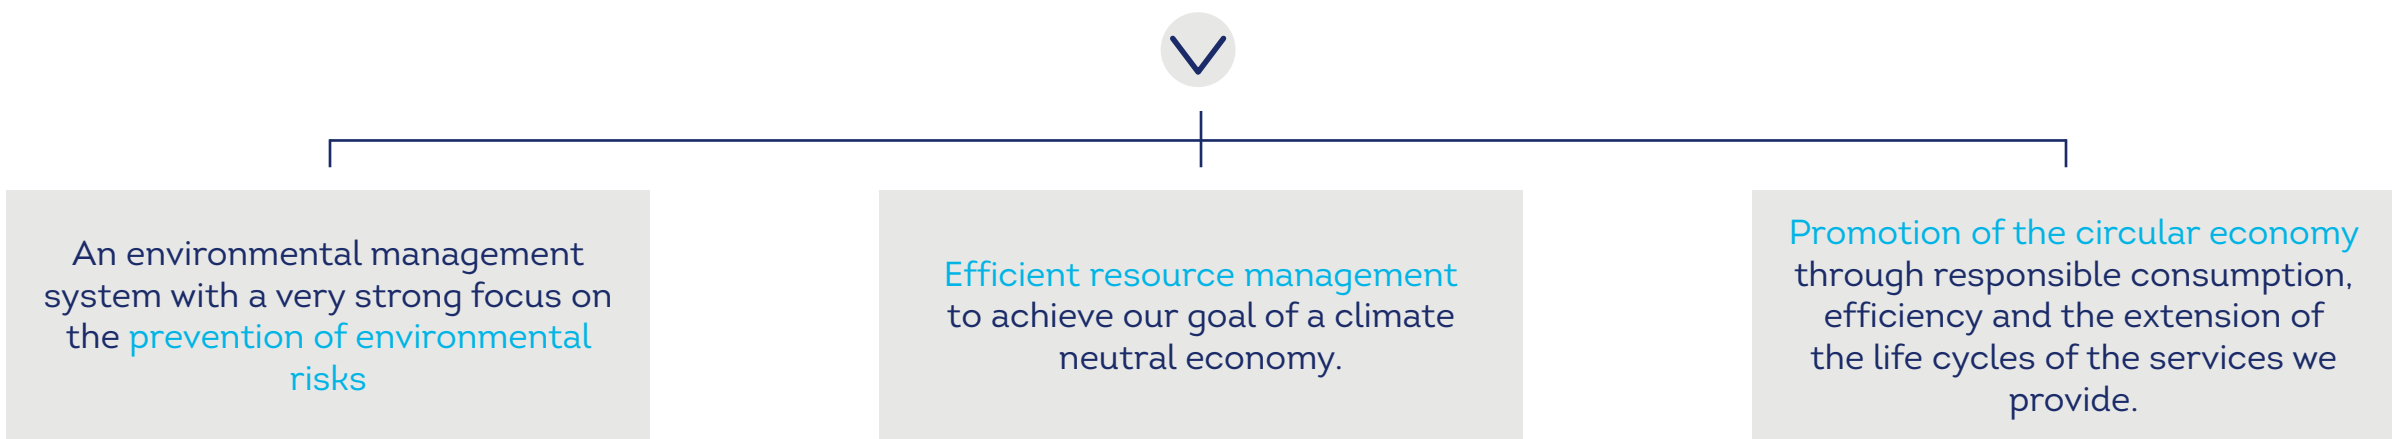 An environmental management
system with a very strong focus on
the prevention of environmental
risks
Efficient resource management
to achieve our goal of a climate
neutral economy.
Promotion of the circular economy
through responsible consumption,
efficiency and the extension of
the life cycles of the services we
provide.